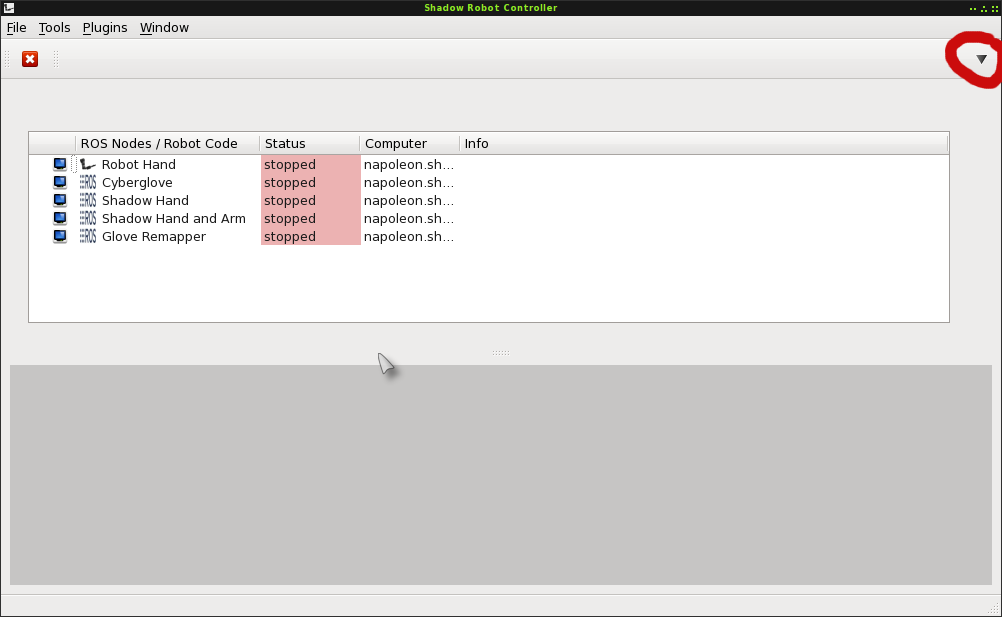 Shadow Robot Controller
File Tools Plugins Window
ROS Nodes / Robot Code Status Computer Info
Robot Hand stopped napoleon.sh...
ROS Cyberglove stopped napoleon.sh...
ROS Shadow Hand stopped napoleon.sh...
ROS Shadow Hand and Arm stopped napoleon.sh...
ROS Glove Remapper stopped napoleon.sh...